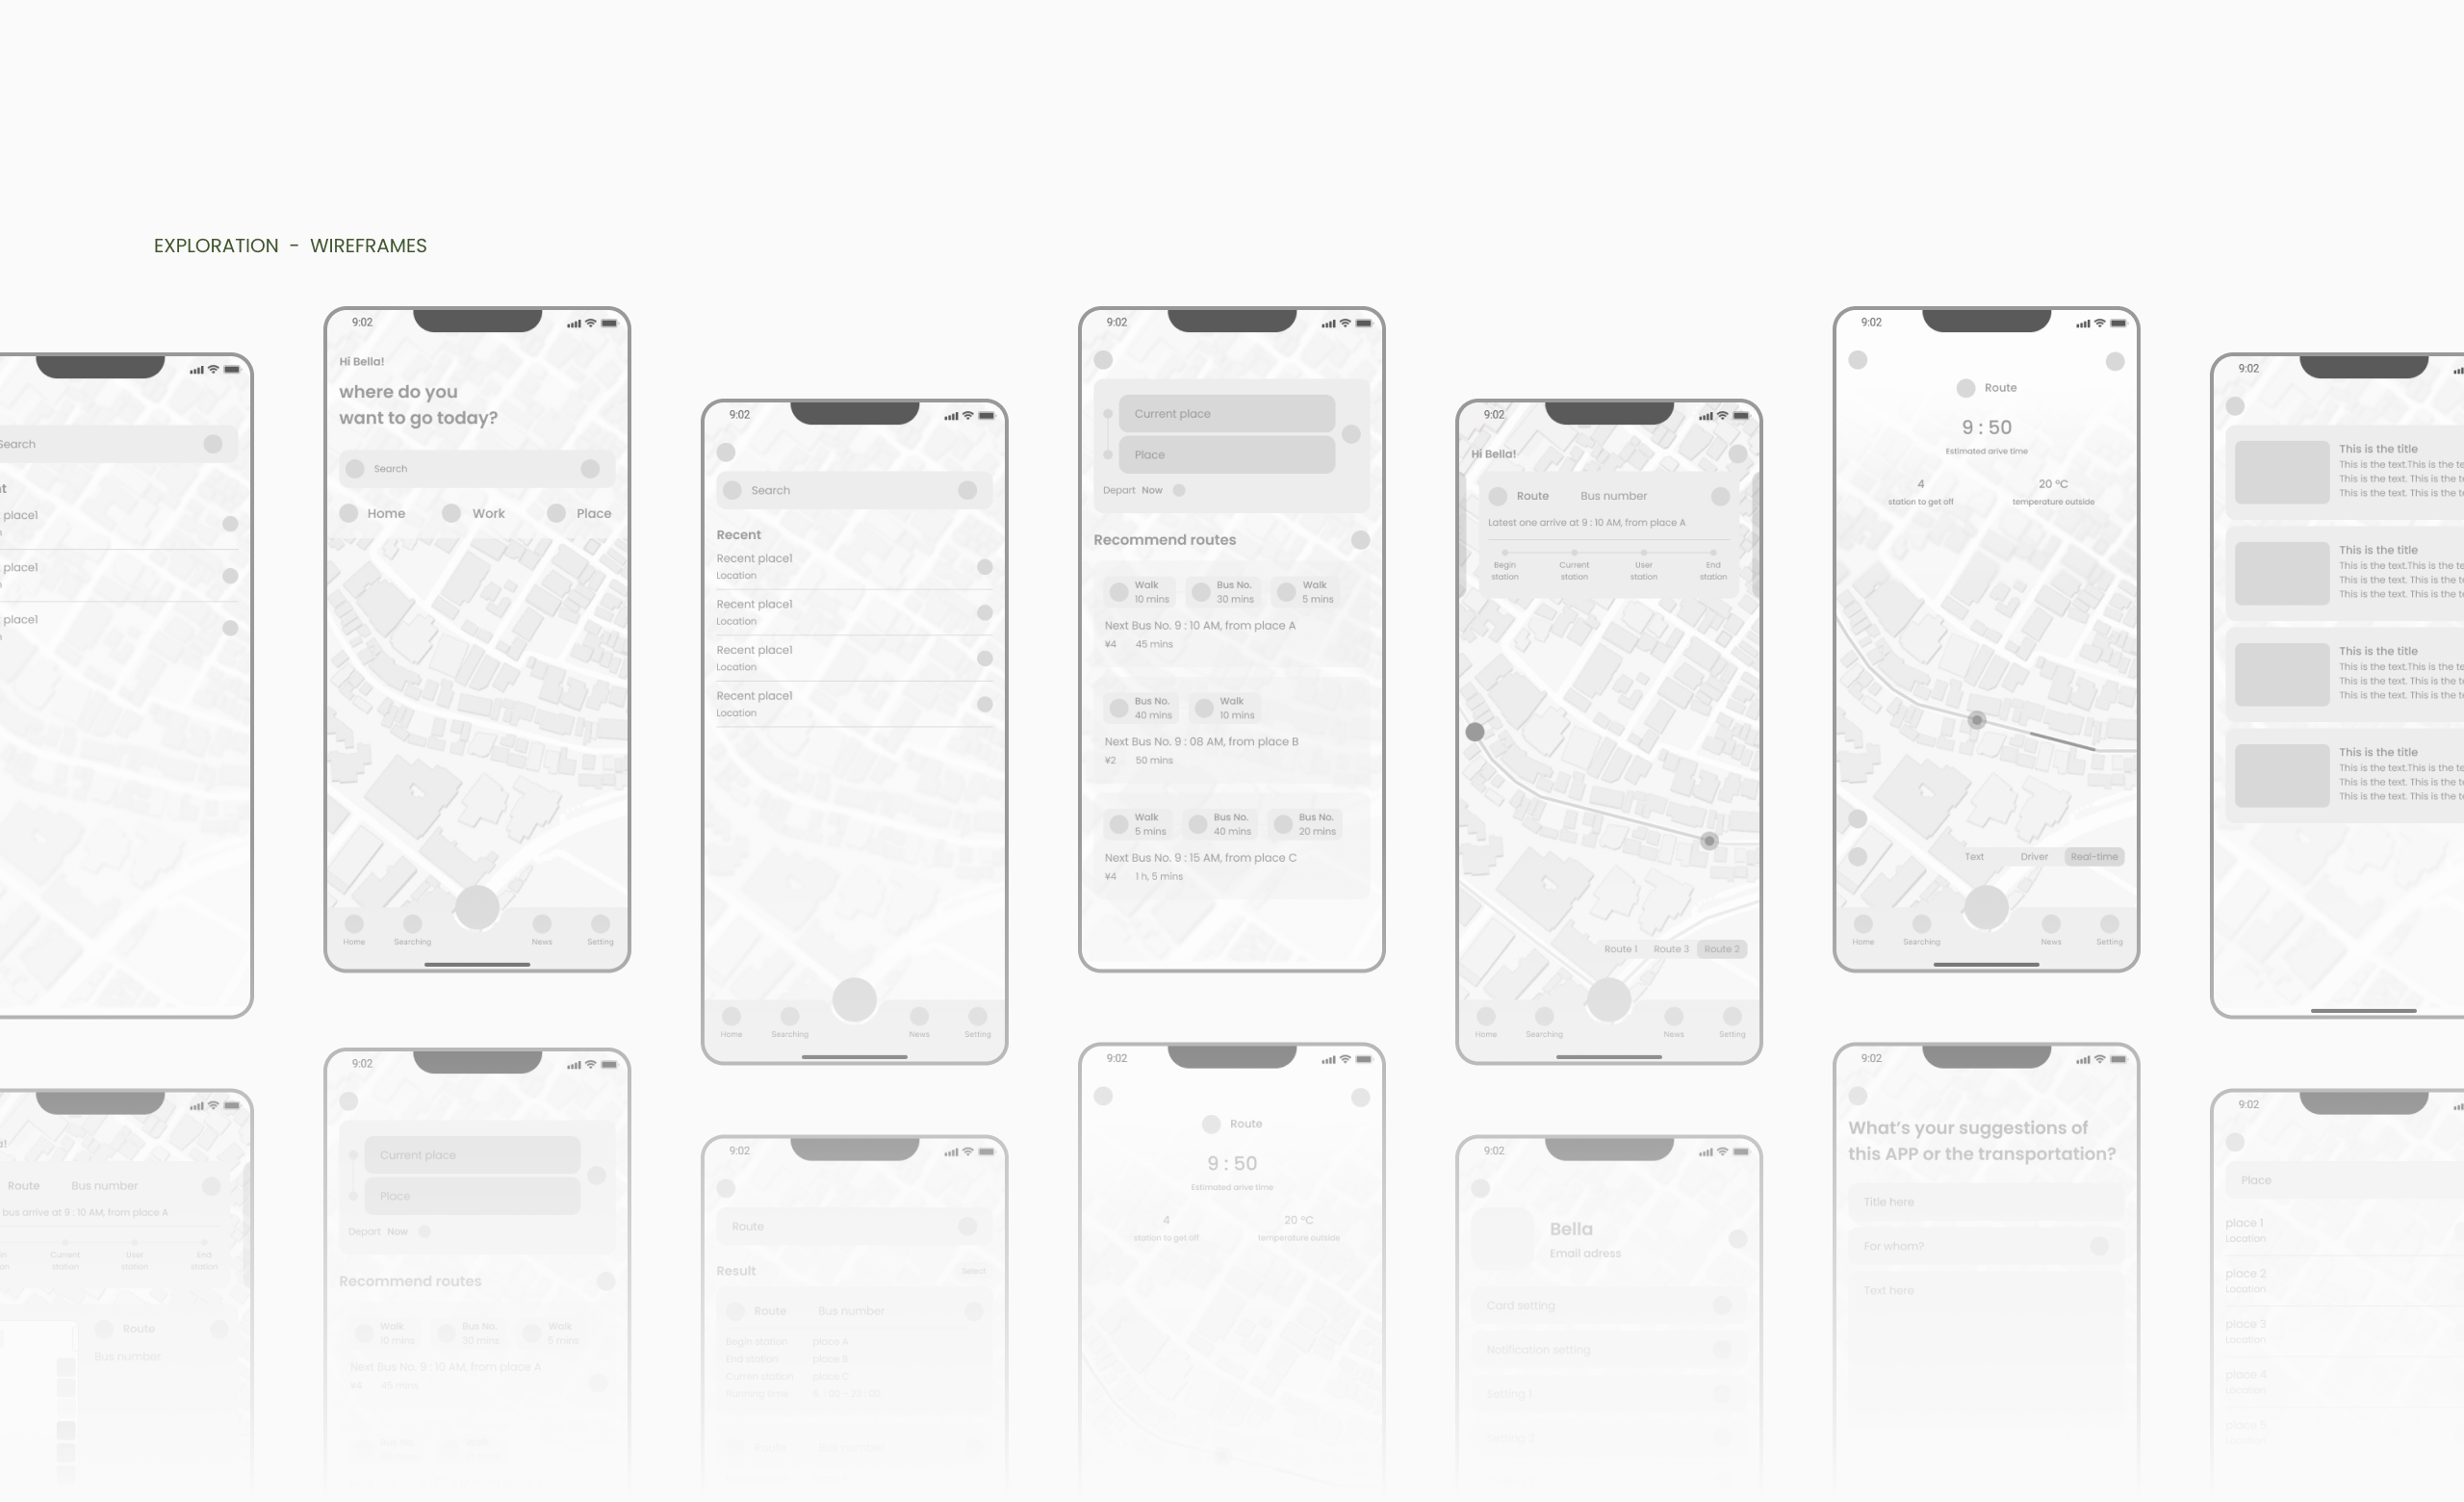 EXPLORATION - WIREFRAMES
Search
place1
place1
place1
9:02
Hi Bella!
where do you
want to go today?
Search
Home Work Place
Home Searching News Setting
9:02
Search
Recent
Recent place1
Location
Recent place1
Location
Recent place1
Location
Recent place1
Location
Home Searching News Setting
9:02
Current place
Place
Depart Now
Recommend routes
Walk Bus No. Walk
10 mins 30 mins 5 mins
Next Bus No. 9 : 10 AM, from place A
¥4 45 mins
Bus No. Walk
40 mins 10 mins
Next Bus No. 9 : 08 AM, from place B
¥2 50 mins
Walk Bus No. Bus No.
5 mins 40 mins 20 mins
Next Bus No. 9 : 15 AM, from place C
¥4 1 h, 5 mins
9:02
Hi Bella!
Route Bus number
Latest one arrive at 9 : 10 AM, from place A
Begin Current User End
station station station station
Route 1 Route 3 Route 2
Home Searching News Setting
9:02
Route
9 : 50
Estimated arive time
4 20 °C
station to get off temperature outside
Text Driver Real-time
Home Searching News Setting
9:02
This is the title
This is the text.This is the te
This is the text. This is the te
This is the text. This is the te
This is the title
This is the text.This is the te
This is the text. This is the te
This is the text. This is the te
This is the title
This is the text.This is the te
This is the text. This is the te
This is the text. This is the te
This is the title
This is the text.This is the te
This is the text. This is the te
This is the text. This is the te
Route Bus number
bus arrive at 9 : 10 AM, from place A
Current User End
station station station
Route
Bus number
9:02
Current place
Place
Depart Now
Recommend routes
Walk Bus No. Walk
10 mins 30 mins 5 mins
Next Bus No. 9 : 10 AM, from place A
¥4 45 mins
9:02
Route
Result Select
Route Bus number
Begin station place A
End station place B
Curren station place C
Running time
9:02
Route
9 : 50
Estimated arive time
4 20 °C
station to get off temperature outside
9:02
Bella
Email adress
Card setting
Notification setting
Setting 1
Setting 2
9:02
What's your suggestions of
this APP or the transportation?
Title here
For whom?
Text here
9:02
Place
place 1
Location
place 2
Location
place 3
Location
place 4
Location
place 5